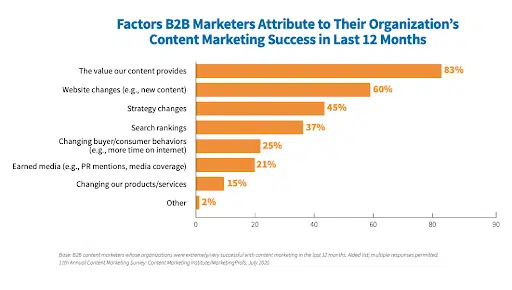 Factors B2B Marketers Attribute to Their Organization's
Content Marketing Success in Last 12 Months
The value our content provides 83%
Website changes (e.g., new content) 60%
Strategy changes 45%
Search rankings 37%
Changing buyer/consumer behaviors
(e.g., more time on internet) 25%
Earned media (e.g., PR mentions, media coverage) 21%
Changing our products/services 15%
Other 2%
0 20 40 60 80 90
Base: B2B content marketers whose organizations were extremely/very successful with content marketing in the last 12 months. Aided list; multiple responses permitted.
11th Annual Content Marketing Survey: Content Marketing Institute/MarketingProfs, July 2020